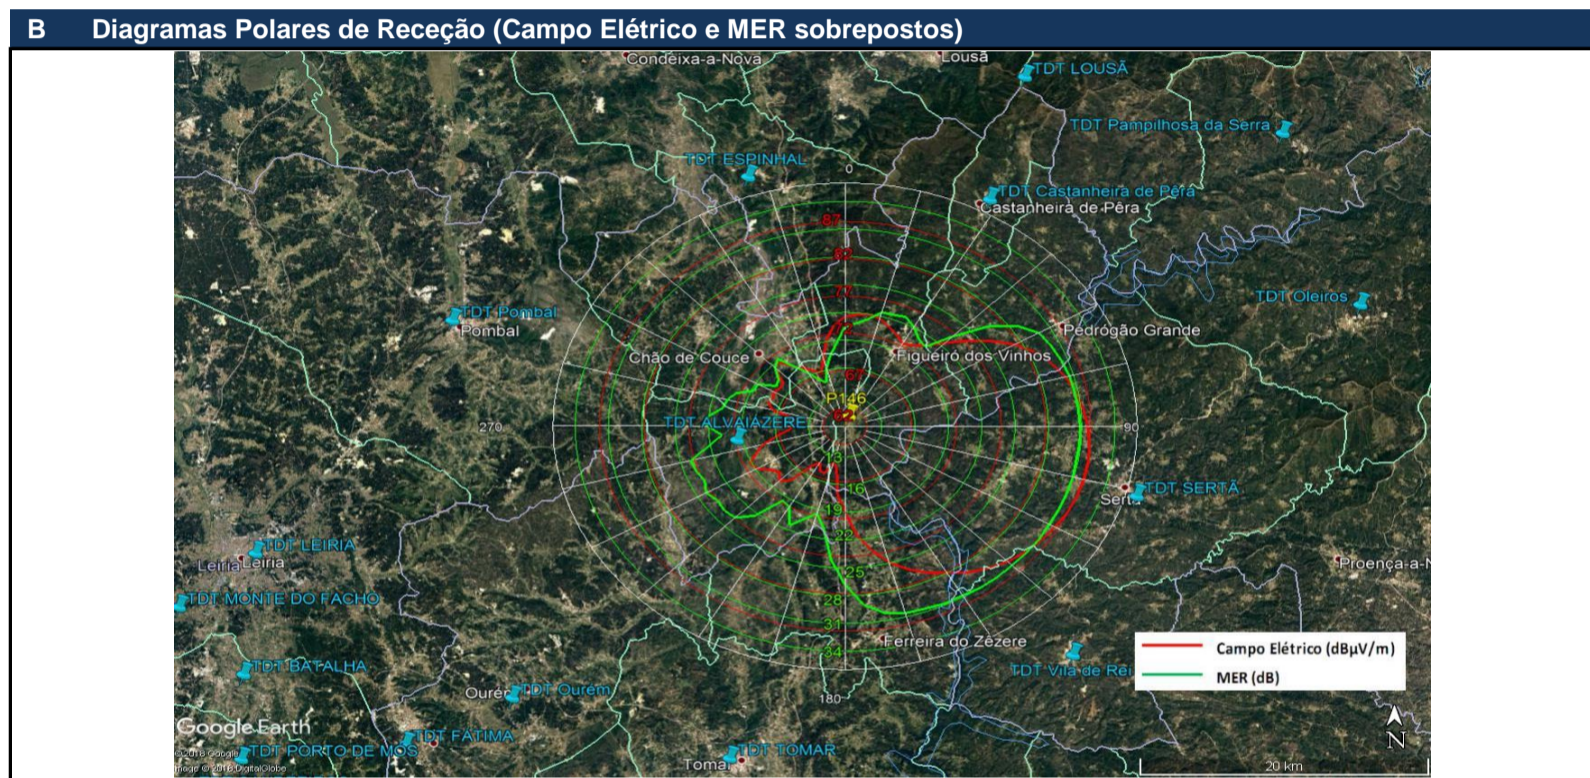 B Diagramas Polares de Receção (Campo Elétrico e MER sobrepostos)
Condeixa-a-Nova
Lousã
TDT LOUSÃ
TDT Pampilhosa da Serra
TDT ESPINHAL
0
TDT Castanheira de Pêra
Castanheira de Pêra
87
82
77
TDT Oleiros
TDT Pombal
Pombal
Pedrógão Grande
Chão de Couce
Figueiró dos Vinhos
67
P146
62
TDT ALVAIÁZERE
270
90
13
16
TDT SERTÃ
19
22
TDT LEIRIA
Leiria
Leiria
25
Proença-a-N
TDT MONTE DO FACHO
28
31
Ferreira do Zêzere
34
Campo Elétrico (dBµV/m)
MER (dB)
TDT Vila de Rei
TDT BATALHA
TDT Ourém
180
Google Earth
N
TDT FÁTIMA
TDT PORTO DE MÓS
TDT TOMAR
20 km